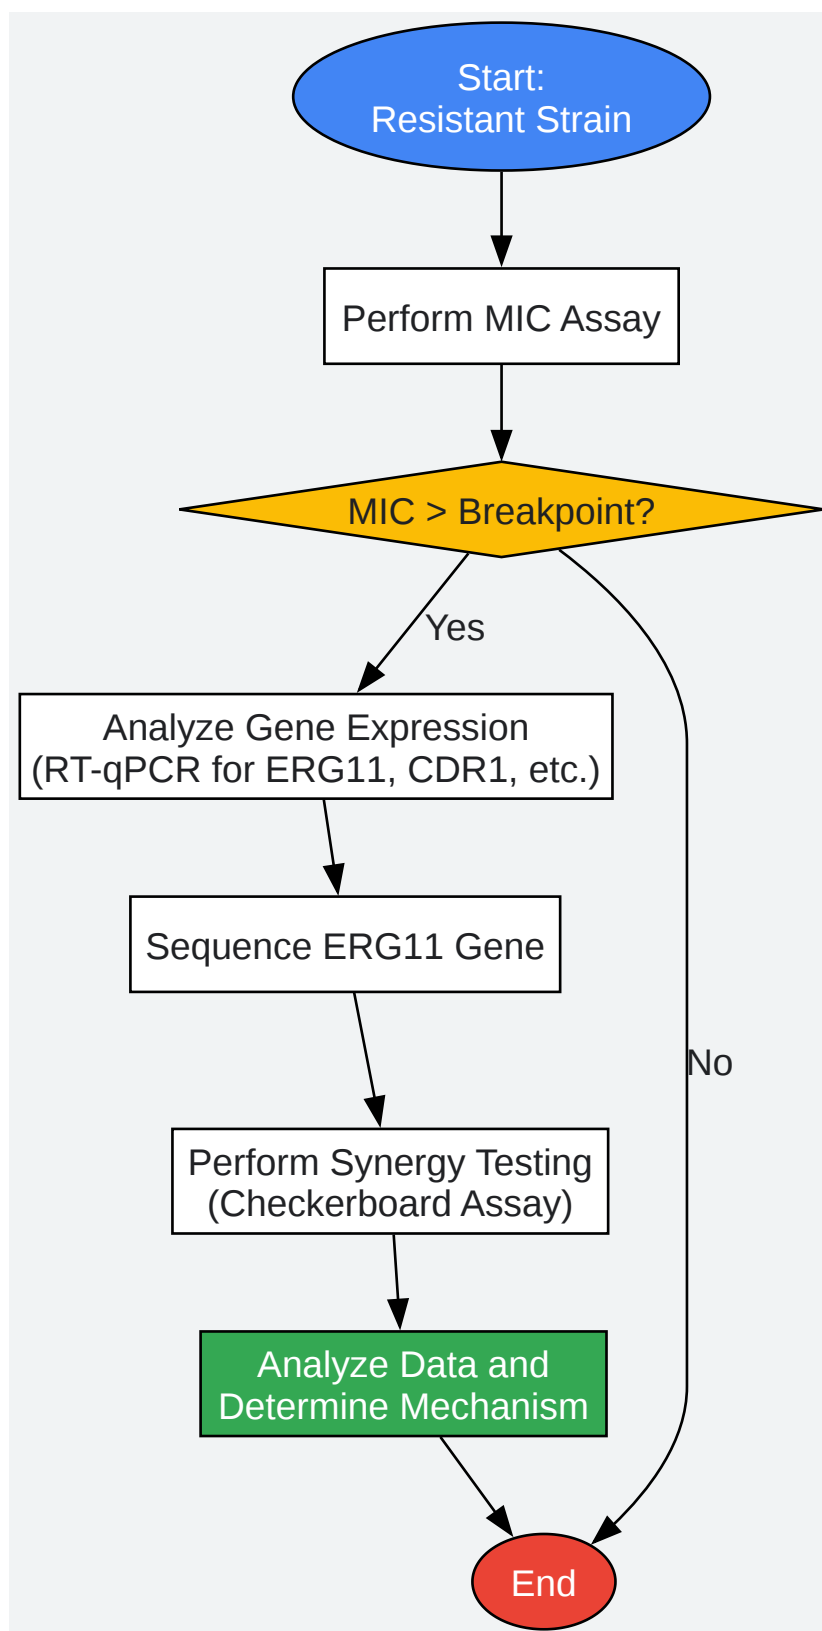 Start:
Resistant Strain
Perform MIC Assay
MIC > Breakpoint?
Yes
Analyze Gene Expression
(RT-qPCR for ERG11, CDR1, etc.)
Sequence ERG11 Gene
No
Perform Synergy Testing
(Checkerboard Assay)
Analyze Data and
Determine Mechanism
End